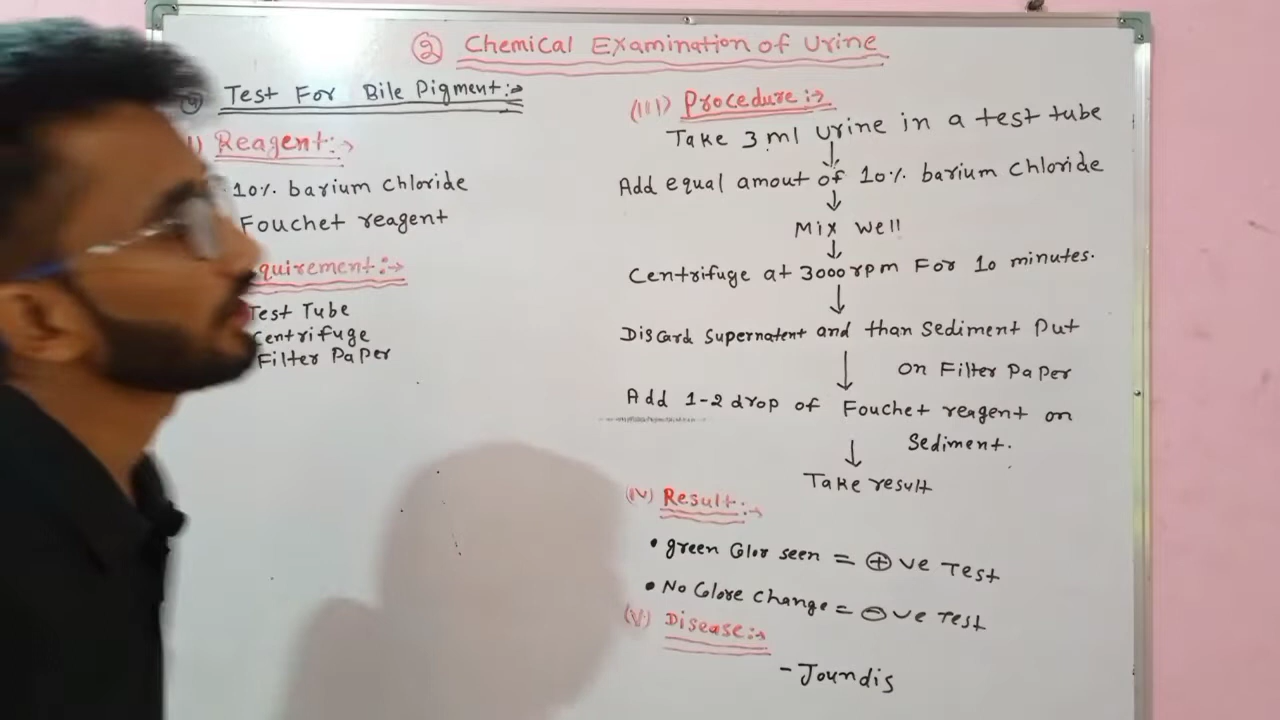 ② Chemical Examination of Urine
Test For Bile Pigment:→
Reagent:→
10% barium Chloride
Fouchet reagent
quirement:→
Test Tube
Centrifuge
Filter Paper
(III) Procedure:→
Take 3 ml urine in a test tube
↓
Add equal amout of 10% barium Chloride
↓
Mix well
↓
Centrifuge at 3000 rpm For 10 minutes.
↓
Discard Supernatent and than Sediment Put
on Filter Paper
↓
Add 1-2 drop of Fouchet reagent on
Sediment.
↓
Take result
(IV) Result:→
• green Color seen = ⊕ve Test
• No Colore change = ⊖ve Test
(V) Disease:→
- Joundis